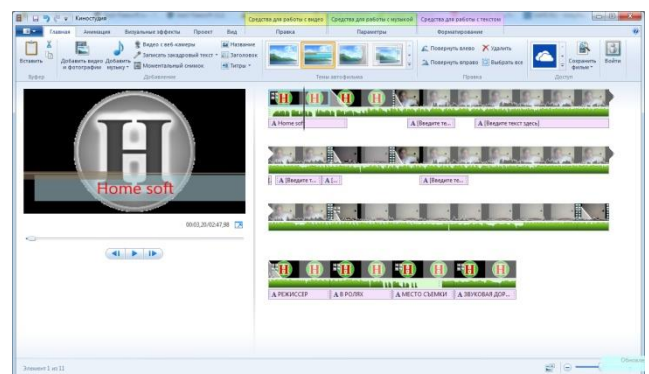 Киностудия
Средства для работы с видео
Средства для работы с музыкой
Средства для работы с текстом
Главная
Анимация
Визуальные эффекты
Проект
Вид
Правка
Параметры
Форматирование
Вставить
Добавить видео и фотографии
Добавить музыку
Видео с веб-камеры
Записать закадровый текст
Моментальный снимок
Название
Заголовок
Титры
Повернуть влево
Повернуть вправо
Удалить
Выбрать все
Сохранить фильм
Войти
Буфер
Добавление
Темы автофильма
Правка
Доступ
H
Home soft
00:03,20/02:47,98
A Home sof
A [Введите те...
A [Введите текст здесь]
A [Введите т...
A [...
A [Введите те...
A РЕЖИССЕР
A В РОЛЯХ
A МЕСТО СЪЕМКИ
A ЗВУКОВАЯ ДОР...
Элемент 1 из 11